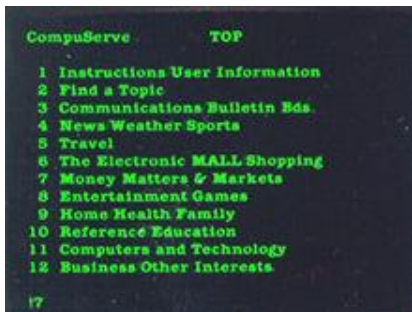 CompuServe TOP
1 Instructions User Information
2 Find a Topic
3 Communications Bulletin Bds.
4 News Weather Sports
5 Travel
6 The Electronic MALL Shopping
7 Money Matters & Markets
8 Entertainment Games
9 Home Health Family
10 Reference Education
11 Computers and Technology
12 Business Other Interests
!7